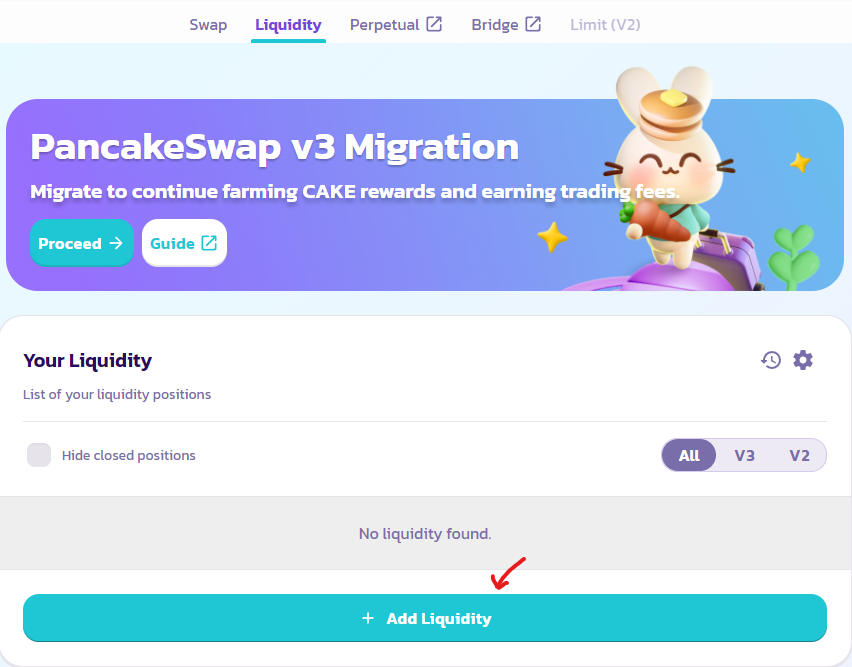 Swap Liquidity Perpetual Bridge Limit (V2)
PancakeSwap v3 Migration
Migrate to continue farming CAKE rewards and earning trading fees.
Proceed → Guide
Your Liquidity
List of your liquidity positions
Hide closed positions All V3 V2
No liquidity found.
+ Add Liquidity